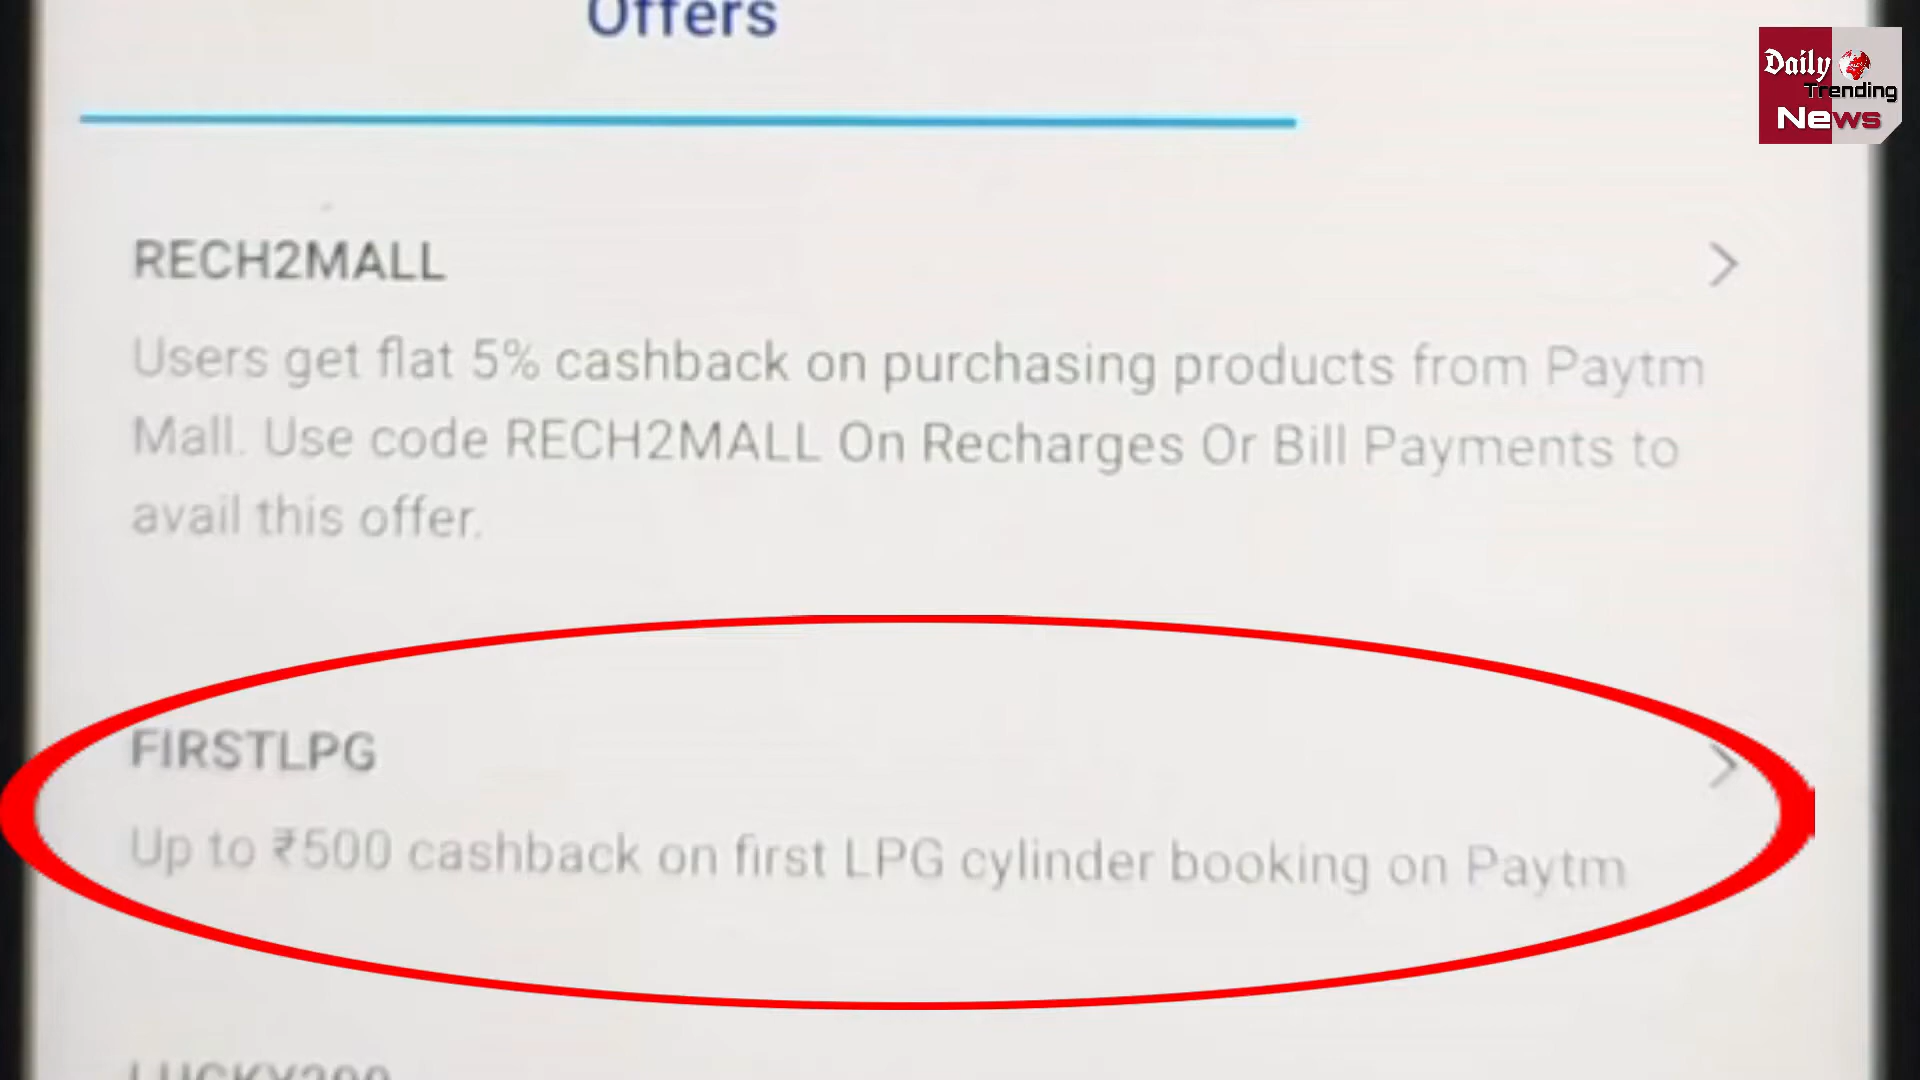 Offers
Daily
Trending
News
RECH2MALL
Users get flat 5% cashback on purchasing products from Paytm
Mall. Use code RECH2MALL On Recharges Or Bill Payments to
avail this offer.
FIRSTLPG
Up to ₹500 cashback on first LPG cylinder booking on Paytm